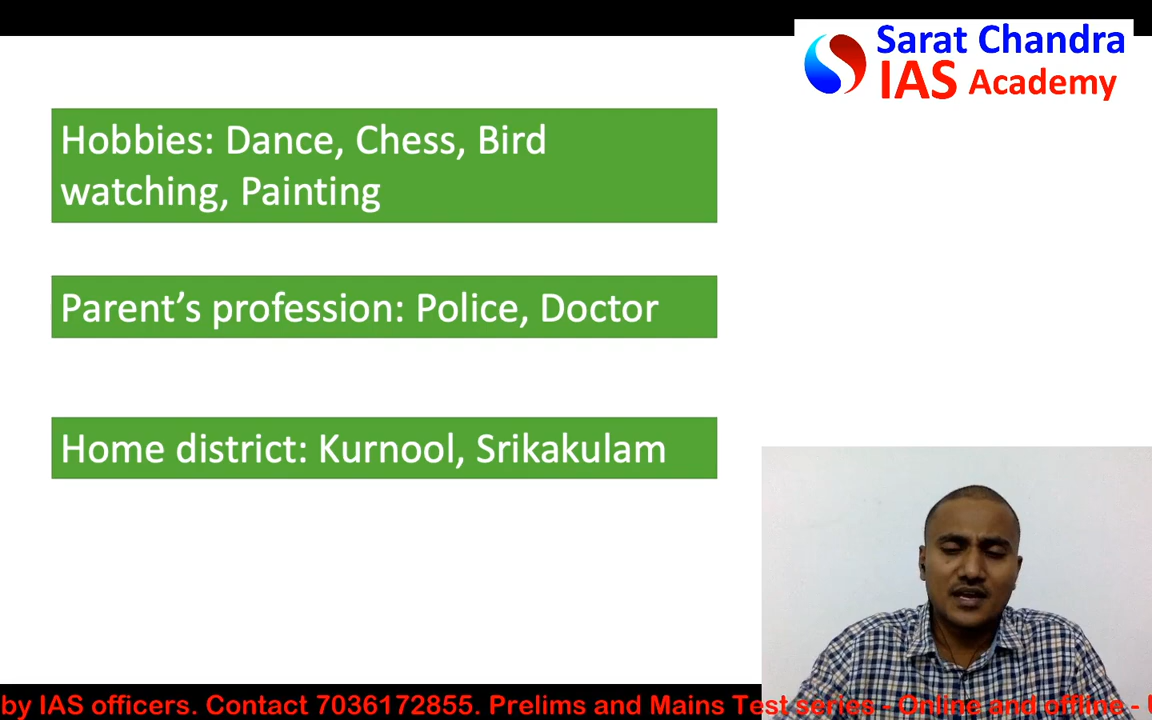 Sarat Chandra
IAS Academy
Hobbies: Dance, Chess, Bird
watching, Painting
Parent’s profession: Police, Doctor
Home district: Kurnool, Srikakulam
by IAS officers. Contact 7036172855. Prelims and Mains Test series - Online and offline -